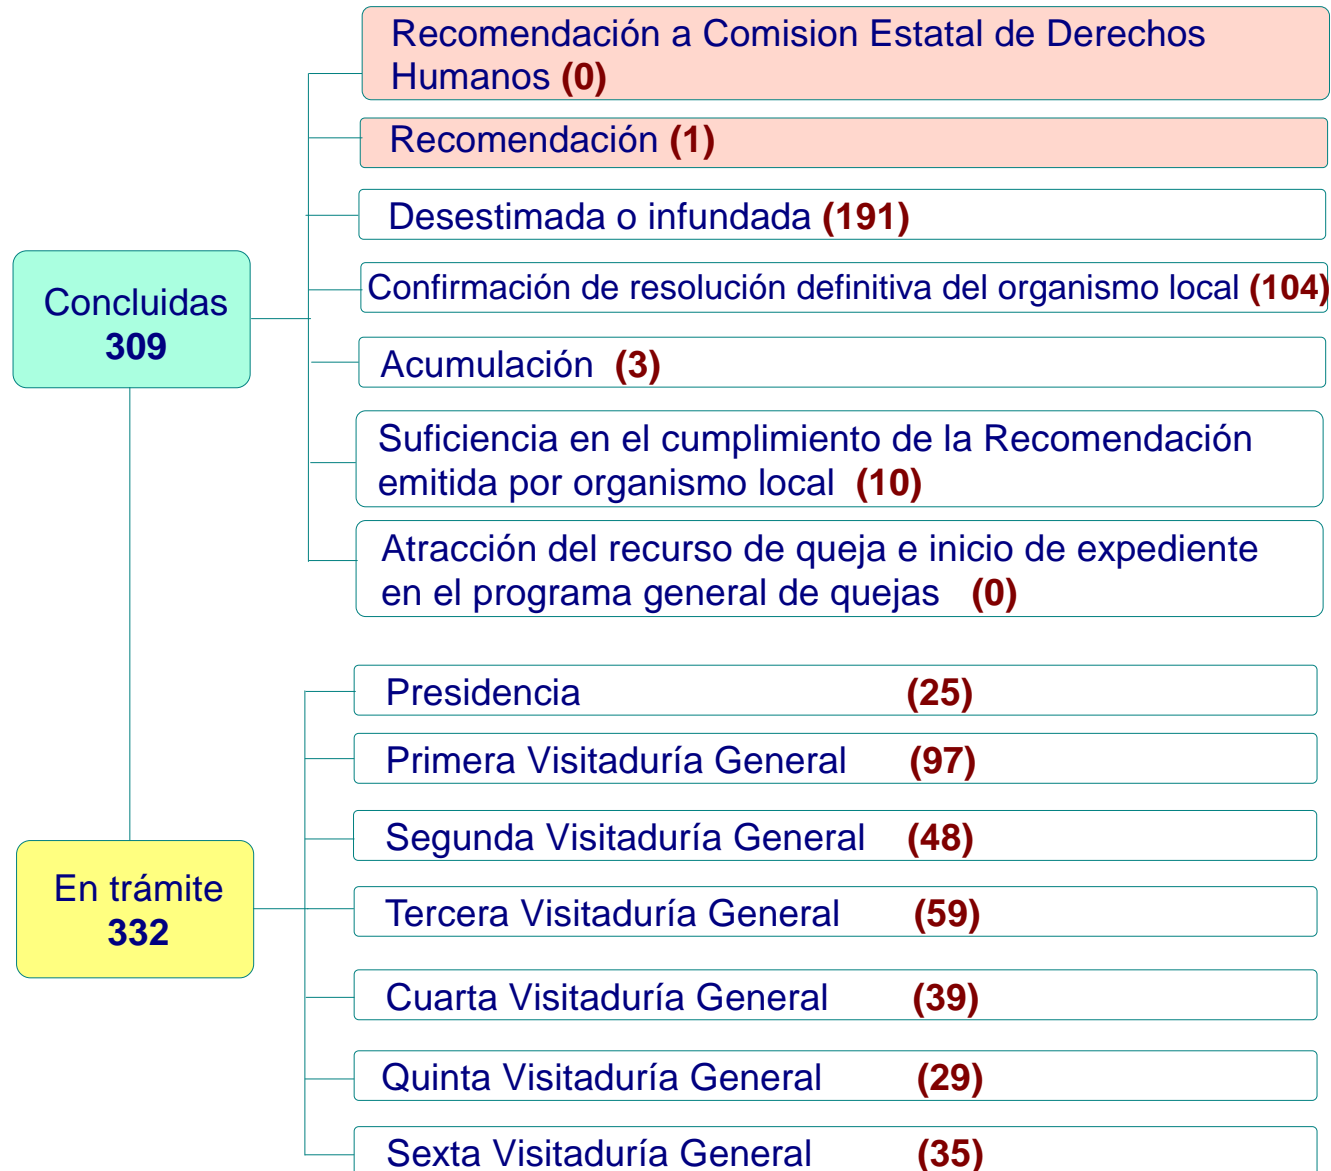 Recomendación a Comision Estatal de Derechos
Humanos (0)
Recomendación (1)
Desestimada o infundada (191)
Concluidas
309
Confirmación de resolución definitiva del organismo local (104)
Acumulación (3)
Suficiencia en el cumplimiento de la Recomendación
emitida por organismo local (10)
Atracción del recurso de queja e inicio de expediente
en el programa general de quejas (0)
Presidencia (25)
Primera Visitaduría General (97)
Segunda Visitaduría General (48)
En trámite
332
Tercera Visitaduría General (59)
Cuarta Visitaduría General (39)
Quinta Visitaduría General (29)
Sexta Visitaduría General (35)